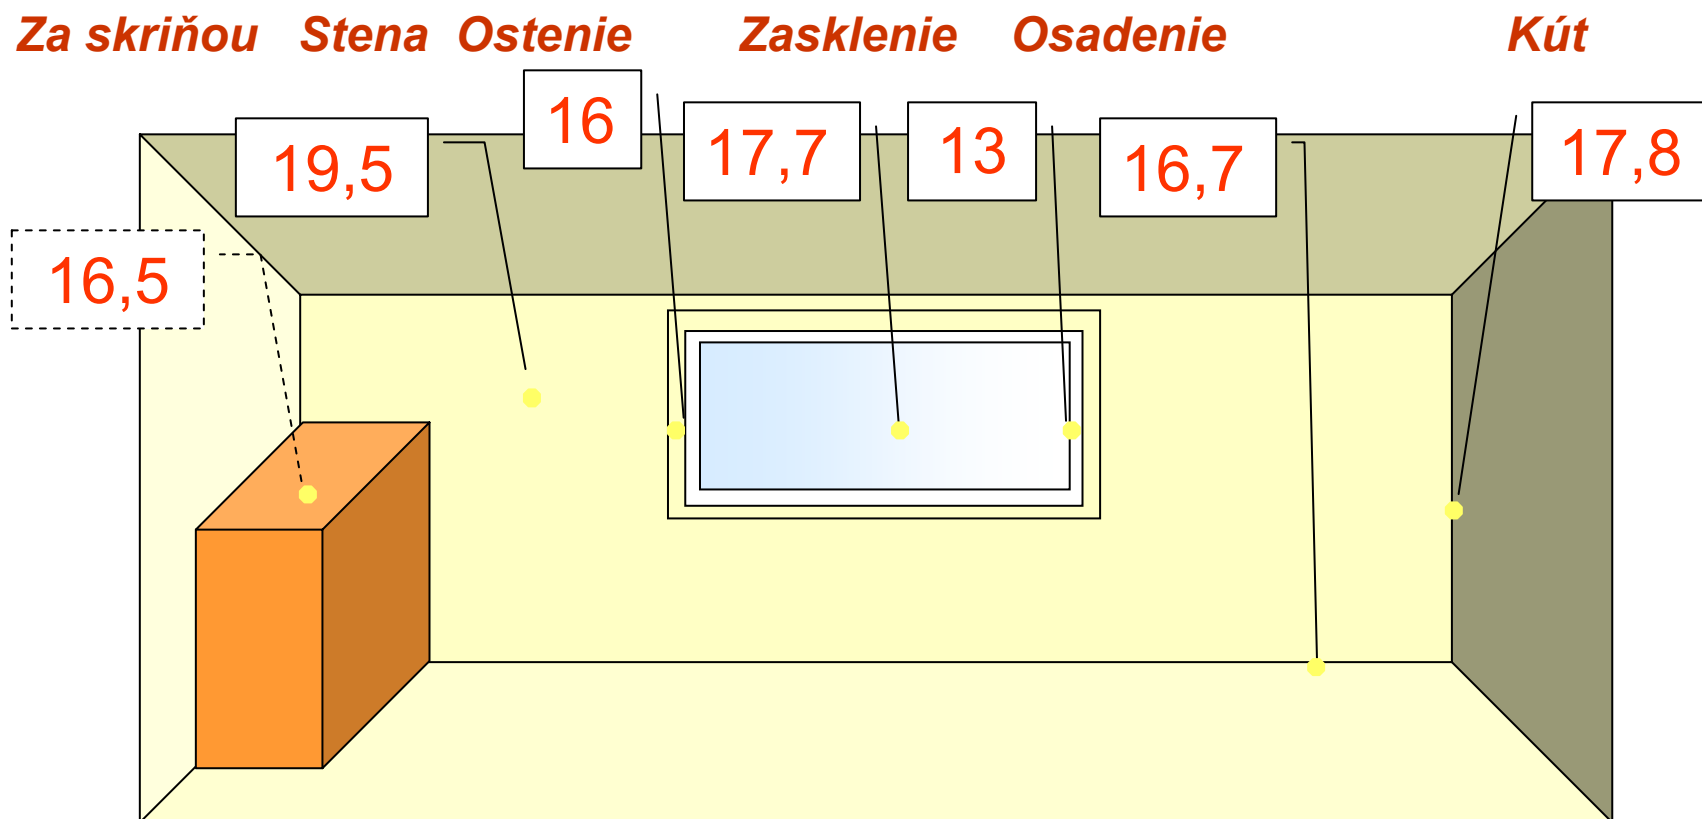 Za skriňou Stena Ostenie Zasklenie Osadenie Kút
16
17,7 13 17,8
19,5 16,7
16,5